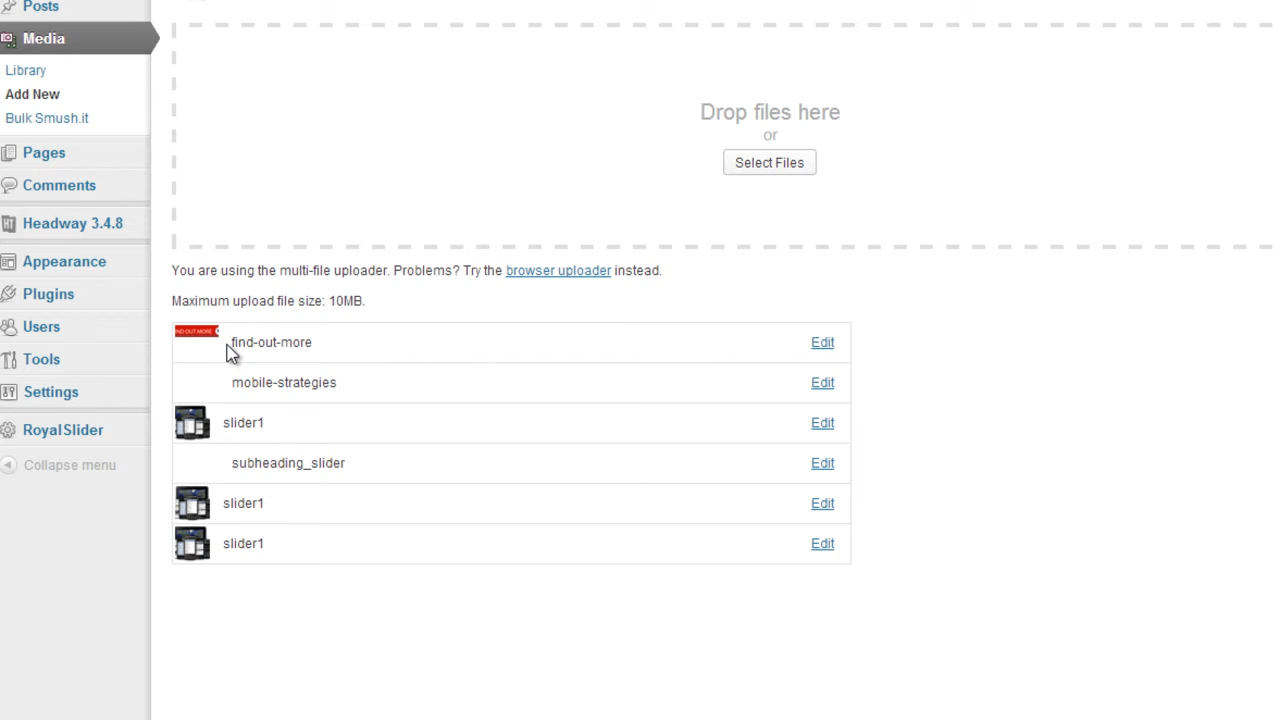 Posts
Media
Library
Add New
Bulk Smush.it
Pages
Comments
Headway 3.4.8
Appearance
Plugins
Users
Tools
Settings
RoyalSlider
Collapse menu
Drop files here
or
Select Files
You are using the multi-file uploader. Problems? Try the browser uploader instead.
Maximum upload file size: 10MB.
IND OUT MORE
find-out-more Edit
mobile-strategies Edit
slider1 Edit
subheading_slider Edit
slider1 Edit
slider1 Edit